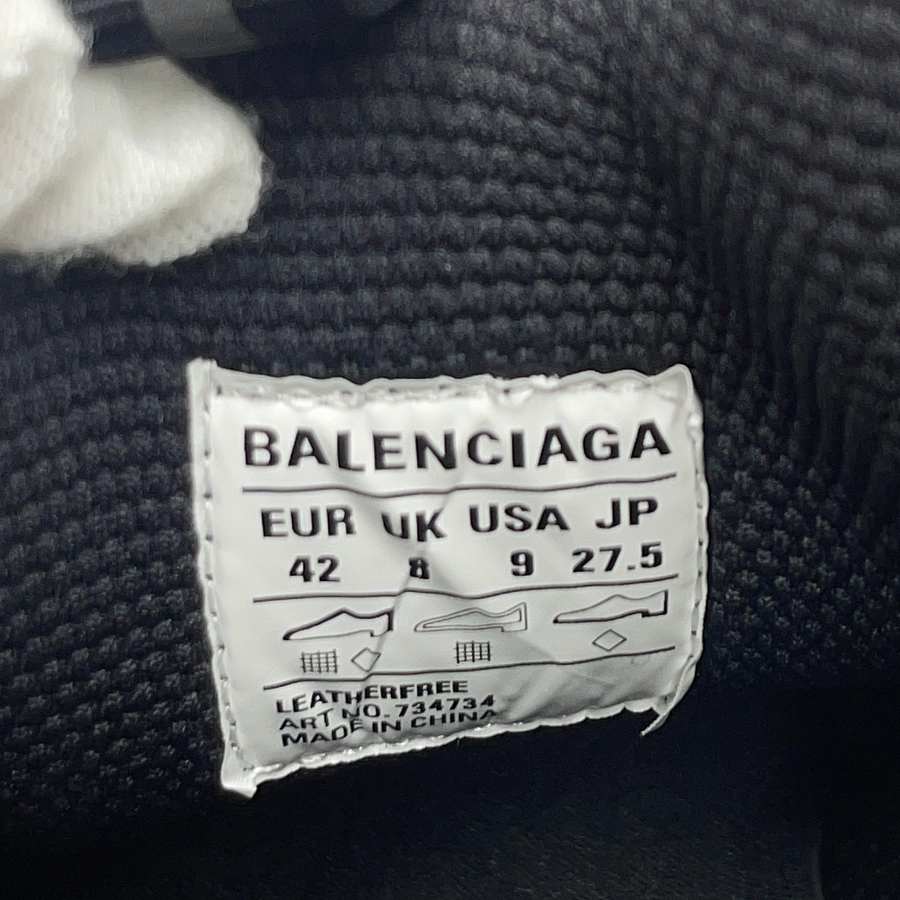 BALENCIAGA
EUR UK USA JP
42 8 9 27.5
LEATHERFREE
ART NO. 734734
MADE IN CHINA